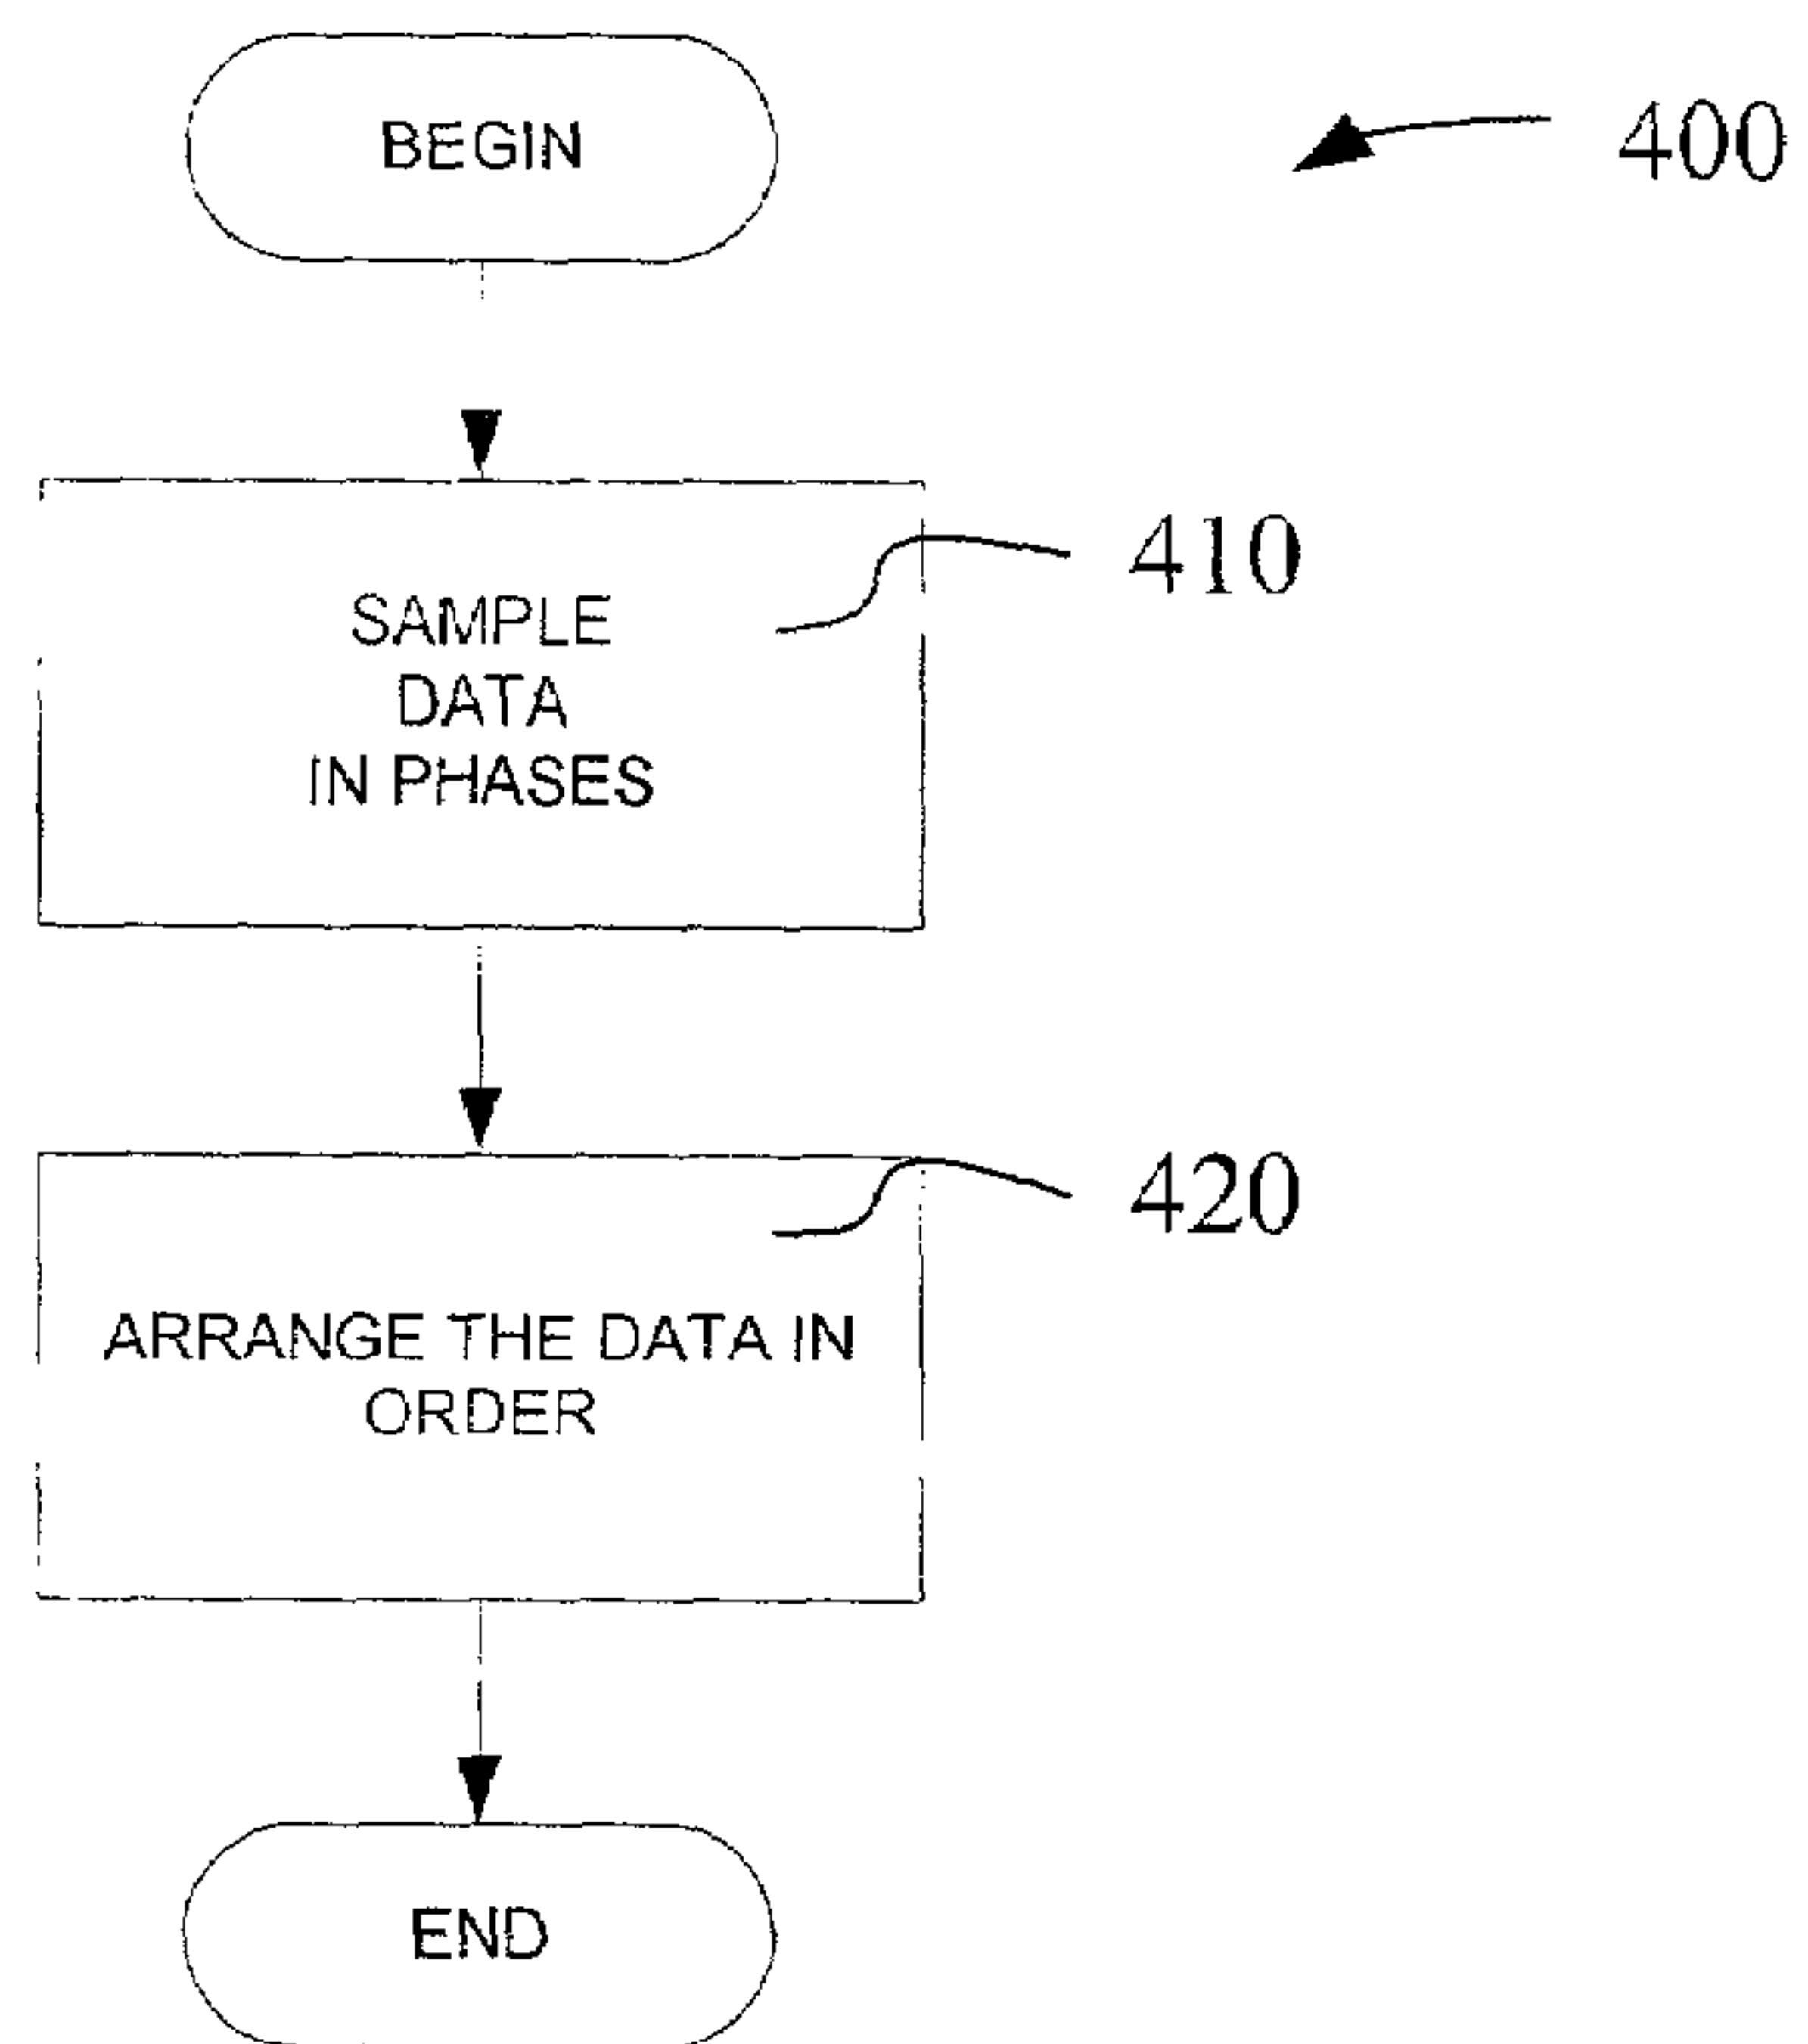 BEGIN
400
410
SAMPLE
DATA
IN PHASES
420
ARRANGE THE DATA IN
ORDER
END